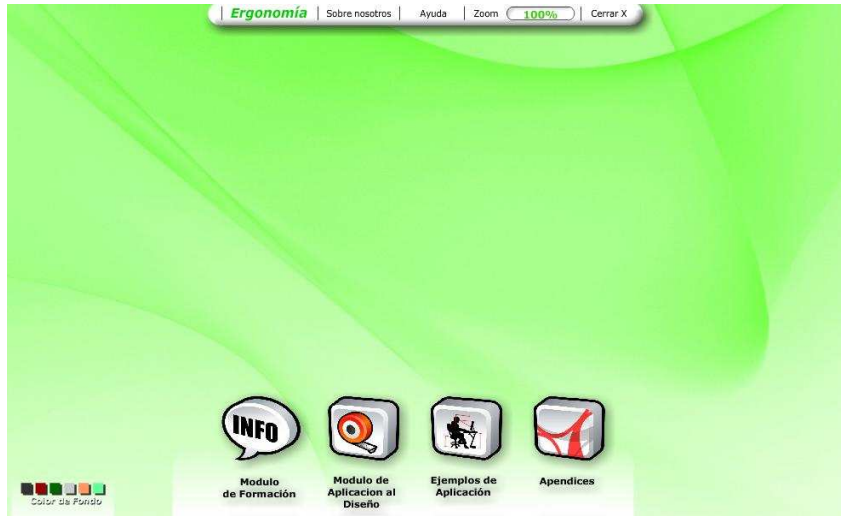 Ergonomía | Sobre nosotros | Ayuda | Zoom 100% | Cerrar X
INFO
Modulo
de Formación
Modulo de
Aplicacion al
Diseño
Ejemplos de
Aplicación
Apendices
Color de Fondo